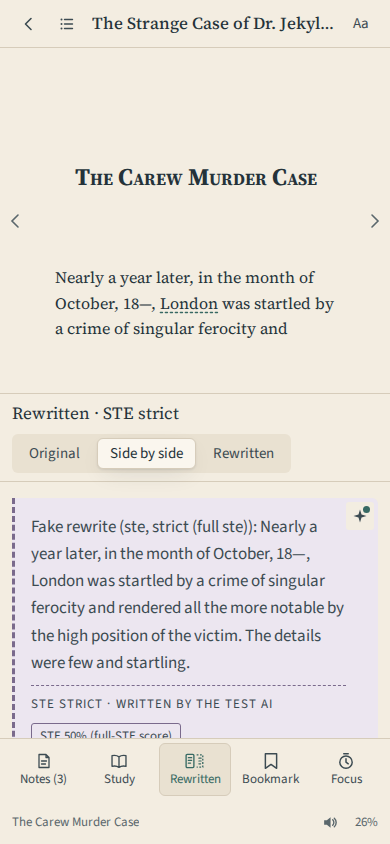 The Strange Case of Dr. Jekyl...
Aa
The Carew Murder Case
Nearly a year later, in the month of
October, 18—, London was startled by
a crime of singular ferocity and
Rewritten · STE strict
Original
Side by side
Rewritten
Fake rewrite (ste, strict (full ste)): Nearly a
year later, in the month of October, 18—,
London was startled by a crime of singular
ferocity and rendered all the more notable by
the high position of the victim. The details
were few and startling.
STE STRICT · WRITTEN BY THE TEST AI
STE 50% (full-STE score)
Notes (3)
Study
Rewritten
Bookmark
Focus
The Carew Murder Case
26%